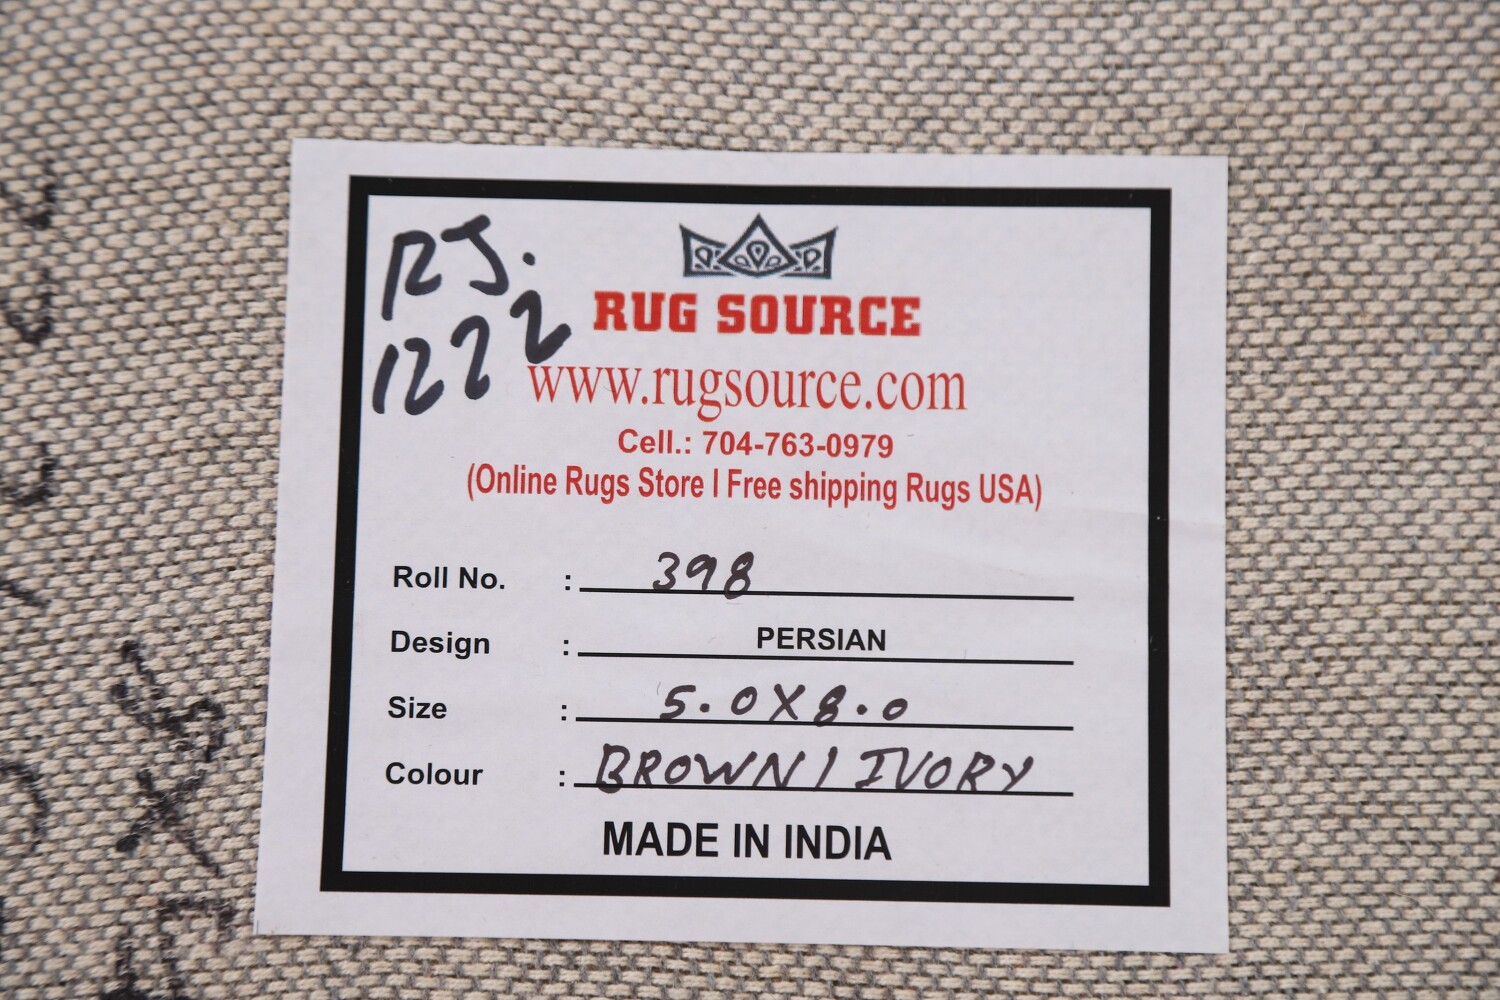 RJ.
1222
RUG SOURCE
www.rugsource.com
Cell.: 704-763-0979
(Online Rugs Store I Free shipping Rugs USA)
Roll No. : 398
Design : PERSIAN
Size : 5.0X8.0
Colour : BROWN/IVORY
MADE IN INDIA